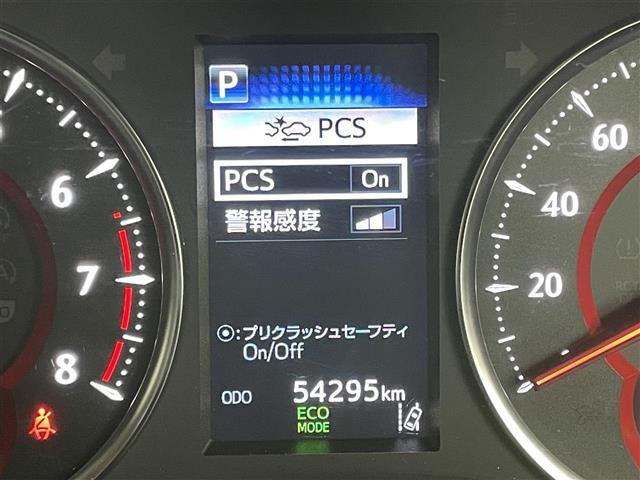 P
PCS
PCS On
警報感度
⦿:プリクラッシュセーフティ
On/Off
ODO 54295km
ECO
MODE
6
7
8
60
40
20